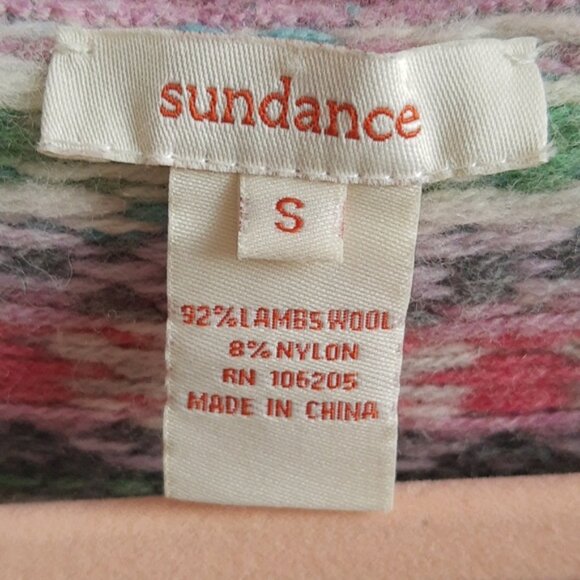 sundance
S
92% LAMBSWOOL
8% NYLON
RN 106205
MADE IN CHINA